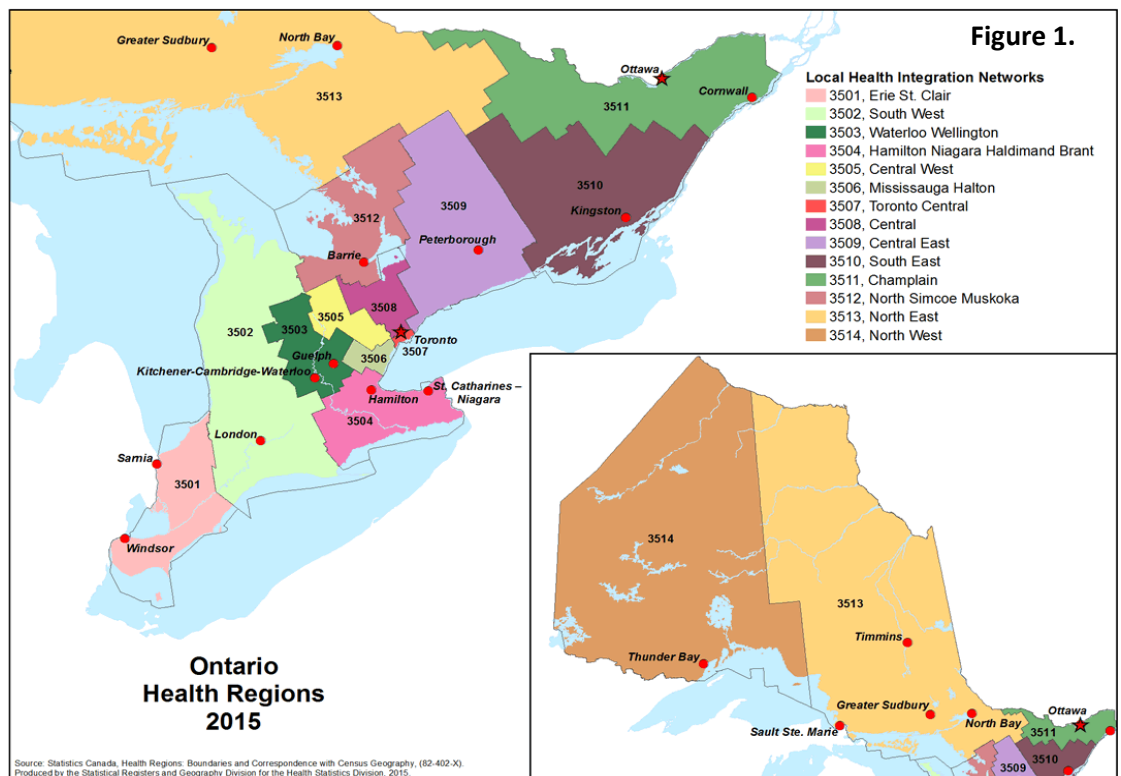 Figure 1.
Greater Sudbury
North Bay
Ottawa
Cornwall
3513
3511
Local Health Integration Networks
3501, Erie St. Clair
3502, South West
3503, Waterloo Wellington
3504, Hamilton Niagara Haldimand Brant
3505, Central West
3506, Mississauga Halton
3507, Toronto Central
3508, Central
3509, Central East
3510, South East
3511, Champlain
3512, North Simcoe Muskoka
3513, North East
3514, North West
3510
3509
3512
Kingston
Peterborough
Barrie
3508
3505
3502
3503
Toronto
3507
Guelph
3506
Kitchener-Cambridge-Waterloo
St. Catharines –
Niagara
Hamilton
3504
London
Sarnia
3501
Windsor
3514
3513
Timmins
Thunder Bay
Greater Sudbury
Ottawa
North Bay
Sault Ste. Marie
3511
3510
3509
Ontario
Health Regions
2015
Source: Statistics Canada, Health Regions: Boundaries and Correspondence with Census Geography, (82-402-X).
Produced by the Statistical Registers and Geography Division for the Health Statistics Division, 2015.